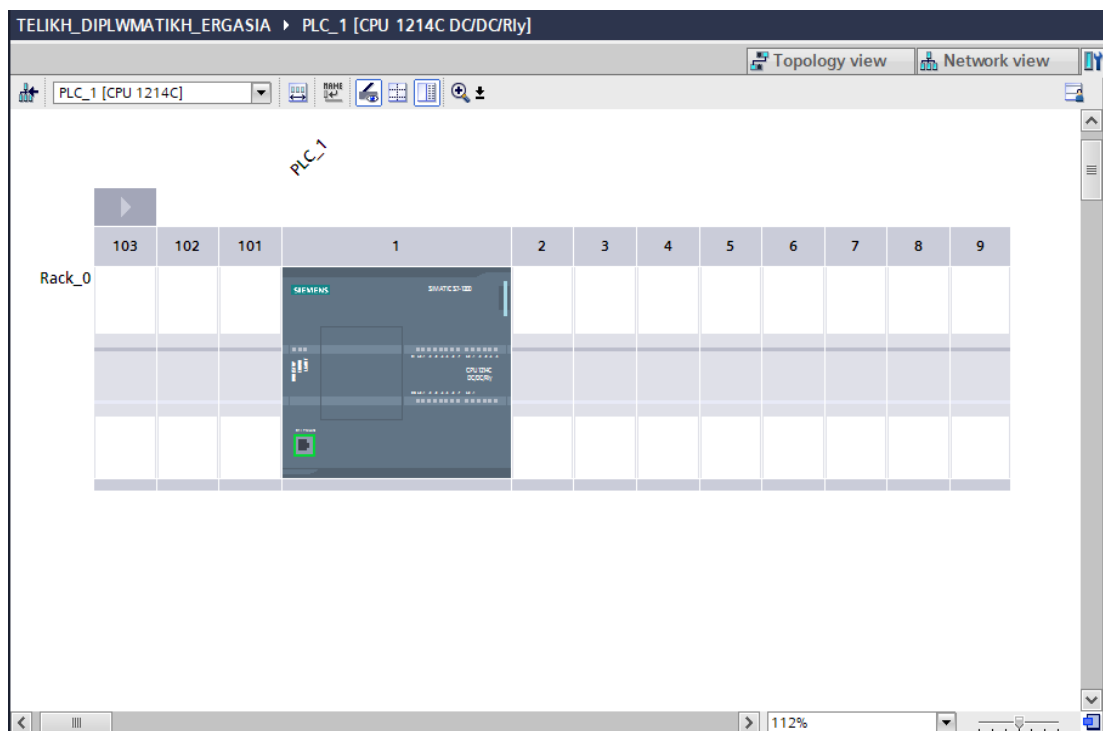 TELIKH_DIPLWMATIKH_ERGASIA ▸ PLC_1 [CPU 1214C DC/DC/Rly]
Topology view Network view
PLC_1 [CPU 1214C]
PLC_1
103 102 101 1 2 3 4 5 6 7 8 9
Rack_0
SIEMENS SIMATIC S7-1200
CPU 1214C
DC/DC/Rly
112%